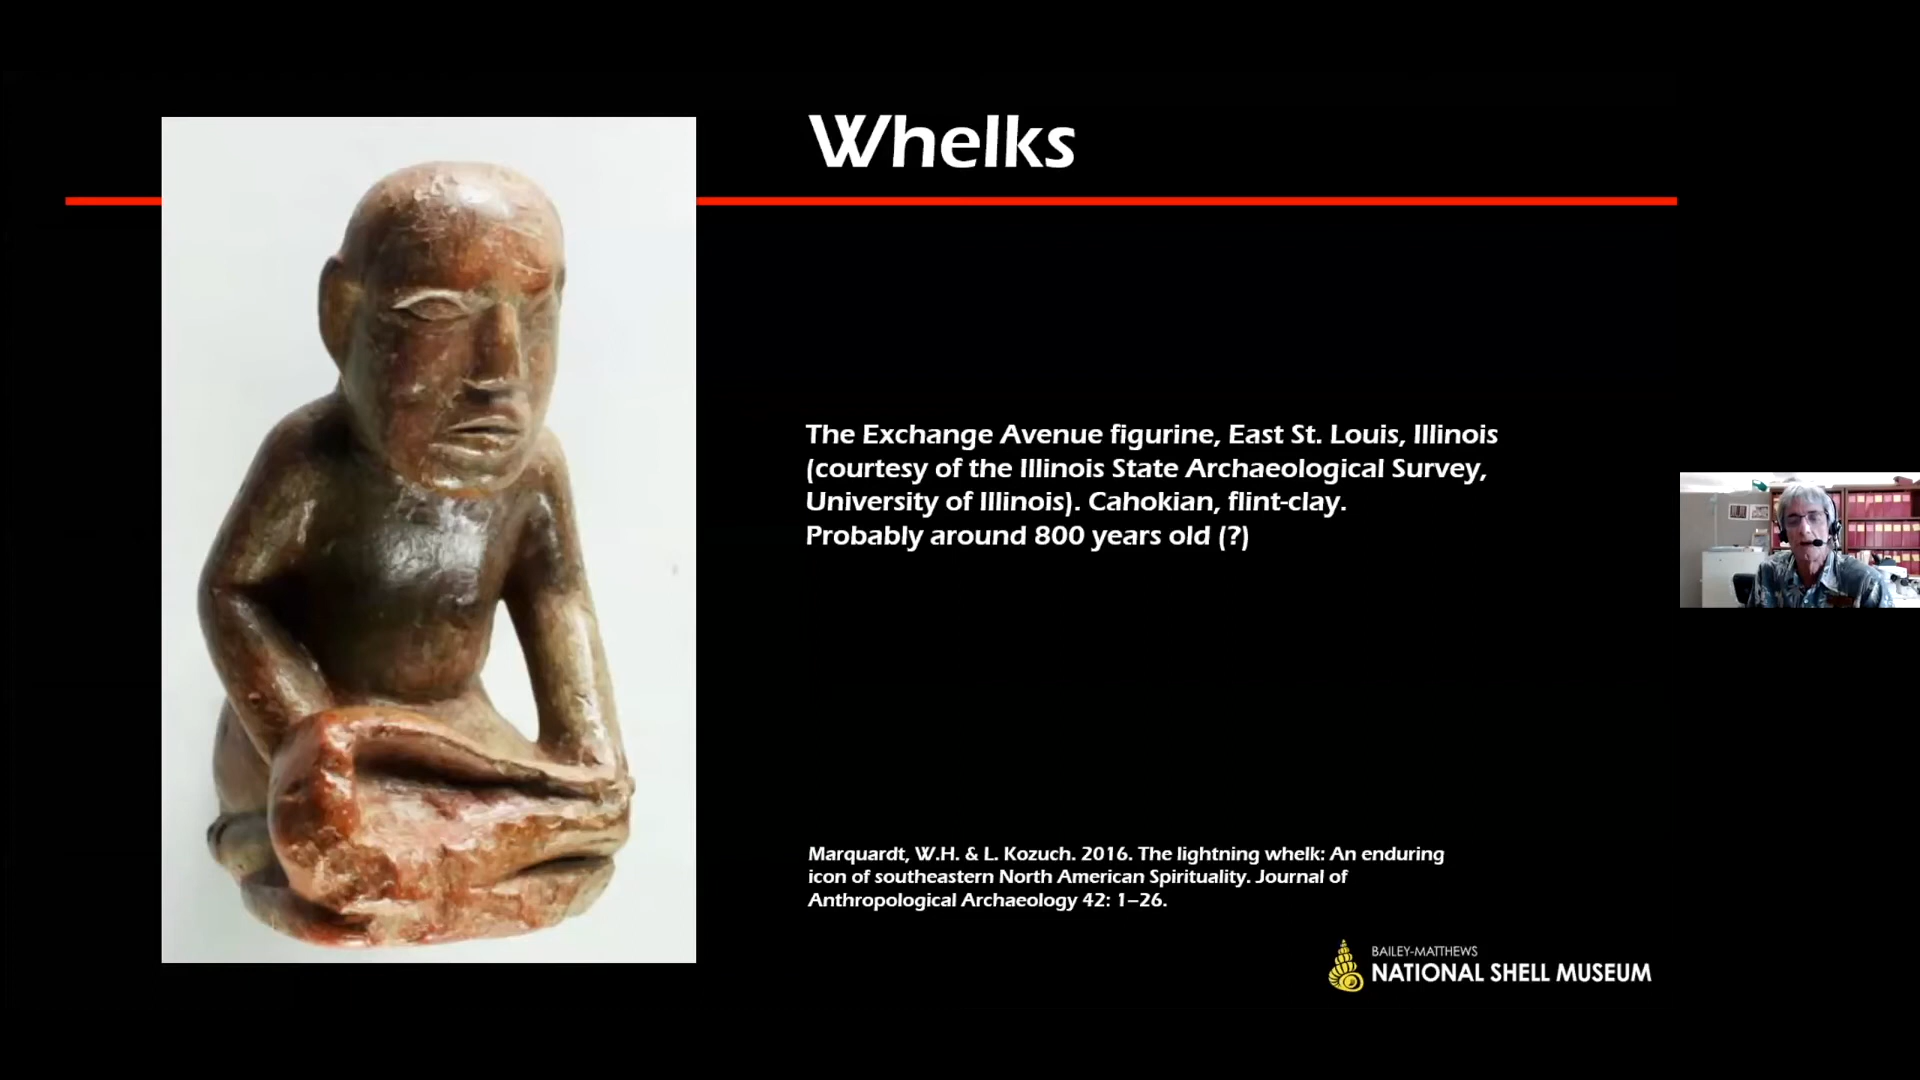 Whelks
The Exchange Avenue figurine, East St. Louis, Illinois
(courtesy of the Illinois State Archaeological Survey,
University of Illinois). Cahokian, flint-clay.
Probably around 800 years old (?)
Marquardt, W.H. & L. Kozuch. 2016. The lightning whelk: An enduring
icon of southeastern North American Spirituality. Journal of
Anthropological Archaeology 42: 1–26.
BAILEY-MATTHEWS
NATIONAL SHELL MUSEUM